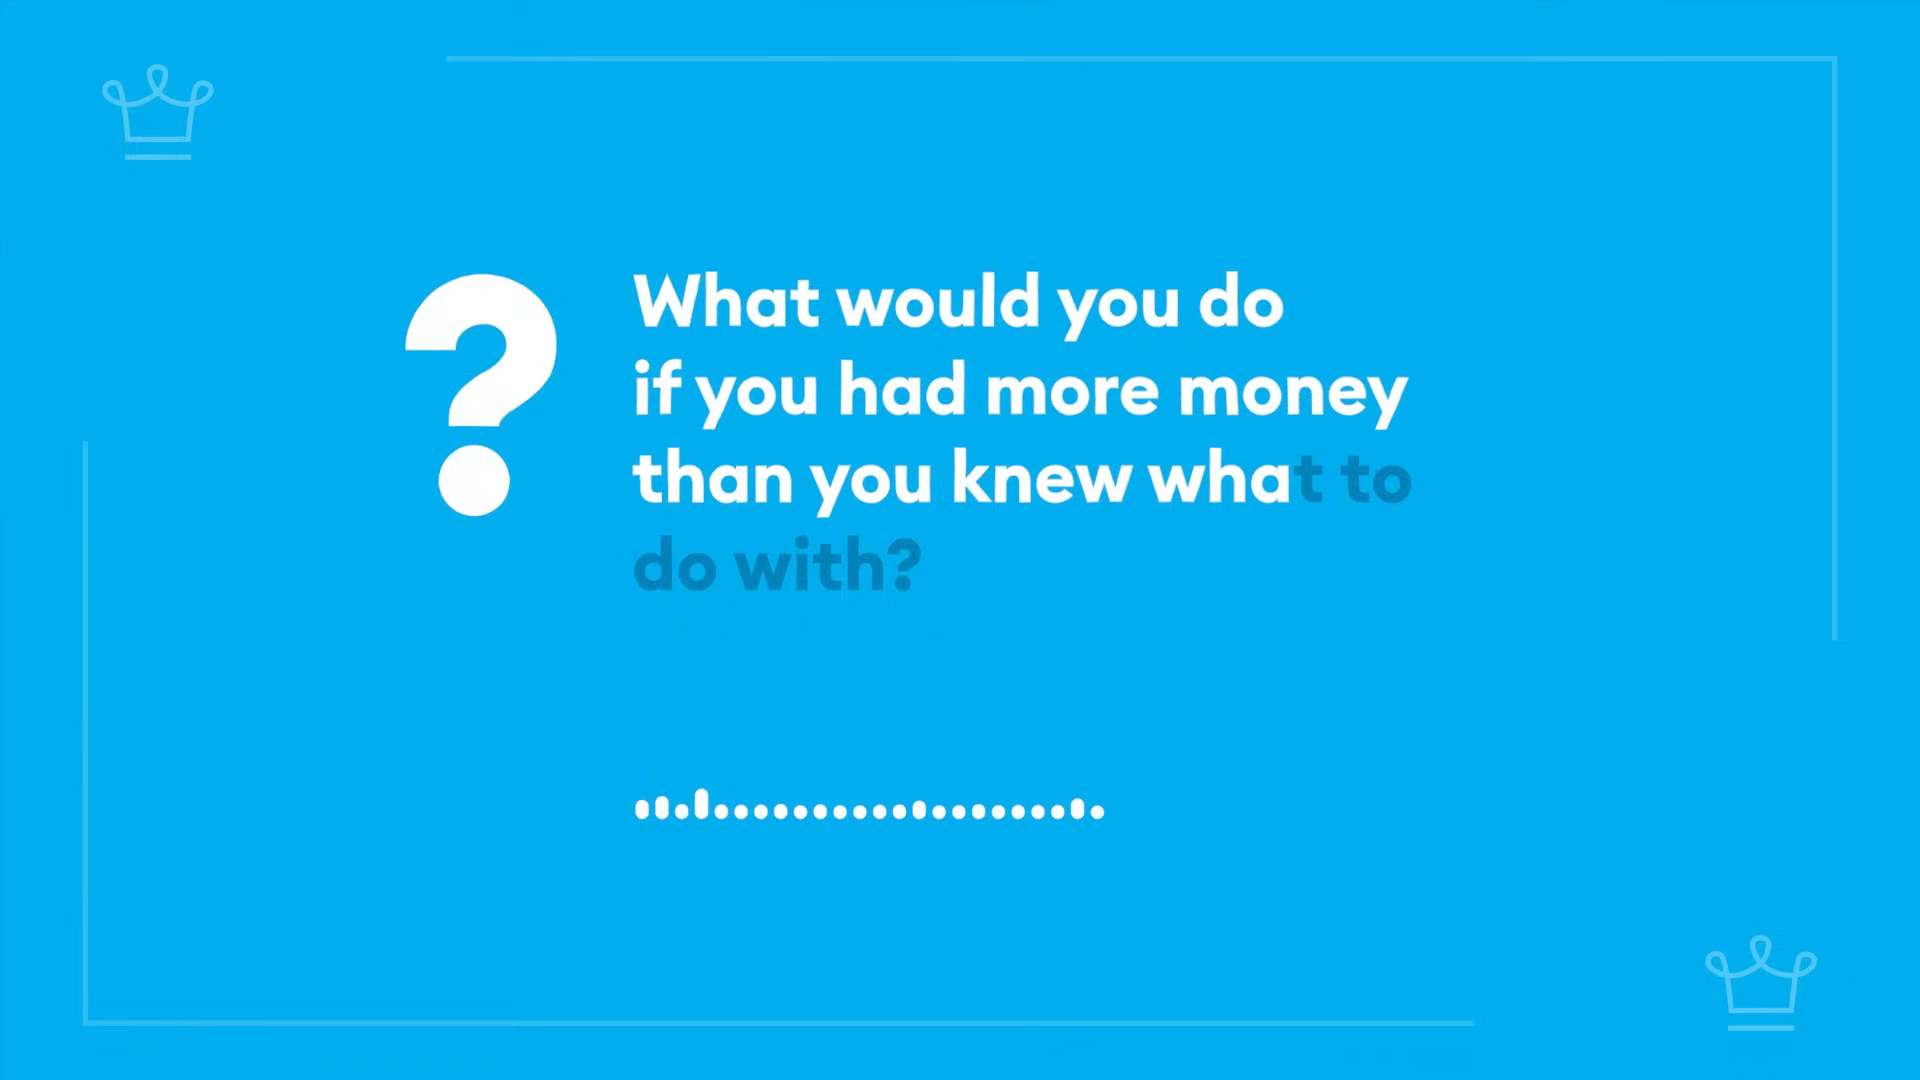 What would you do
if you had more money
than you knew what to
do with?